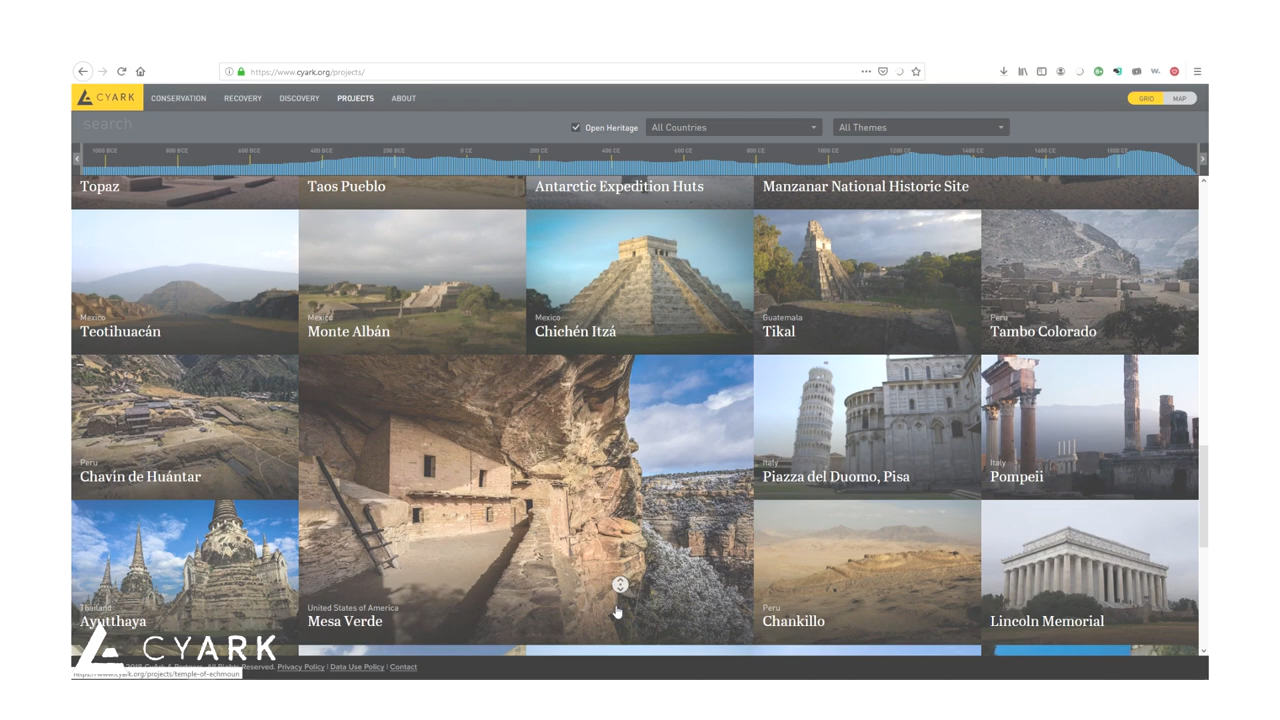 https://www.cyark.org/projects/
CYARK CONSERVATION RECOVERY DISCOVERY PROJECTS ABOUT GRID MAP
search
Open Heritage All Countries All Themes
1000 BCE 800 BCE 600 BCE 400 BCE 200 BCE 0 CE 200 CE 400 CE 600 CE 800 CE 1000 CE 1200 CE 1400 CE 1600 CE 1800 CE
Topaz Taos Pueblo Antarctic Expedition Huts Manzanar National Historic Site
Mexico Mexico Mexico Guatemala Peru
Teotihuacán Monte Albán Chichén Itzá Tikal Tambo Colorado
Peru Italy Italy
Chavín de Huántar Piazza del Duomo, Pisa Pompeii
Thailand United States of America Peru
Ayutthaya Mesa Verde Chankillo Lincoln Memorial
CYARK
Reserved. Privacy Policy | Data Use Policy | Contact
https://www.cyark.org/projects/temple-of-echmoun